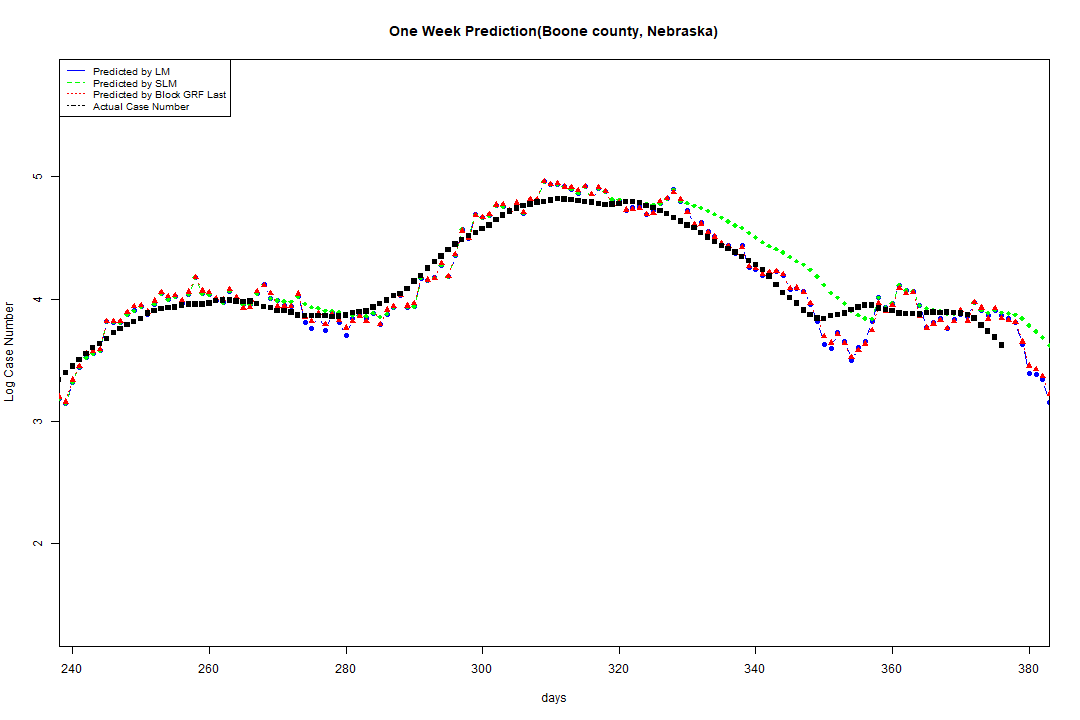 One Week Prediction(Boone county, Nebraska)
Predicted by LM
Predicted by SLM
Predicted by Block GRF Last
Actual Case Number
5
4
3
2
Log Case Number
240 260 280 300 320 340 360 380
days